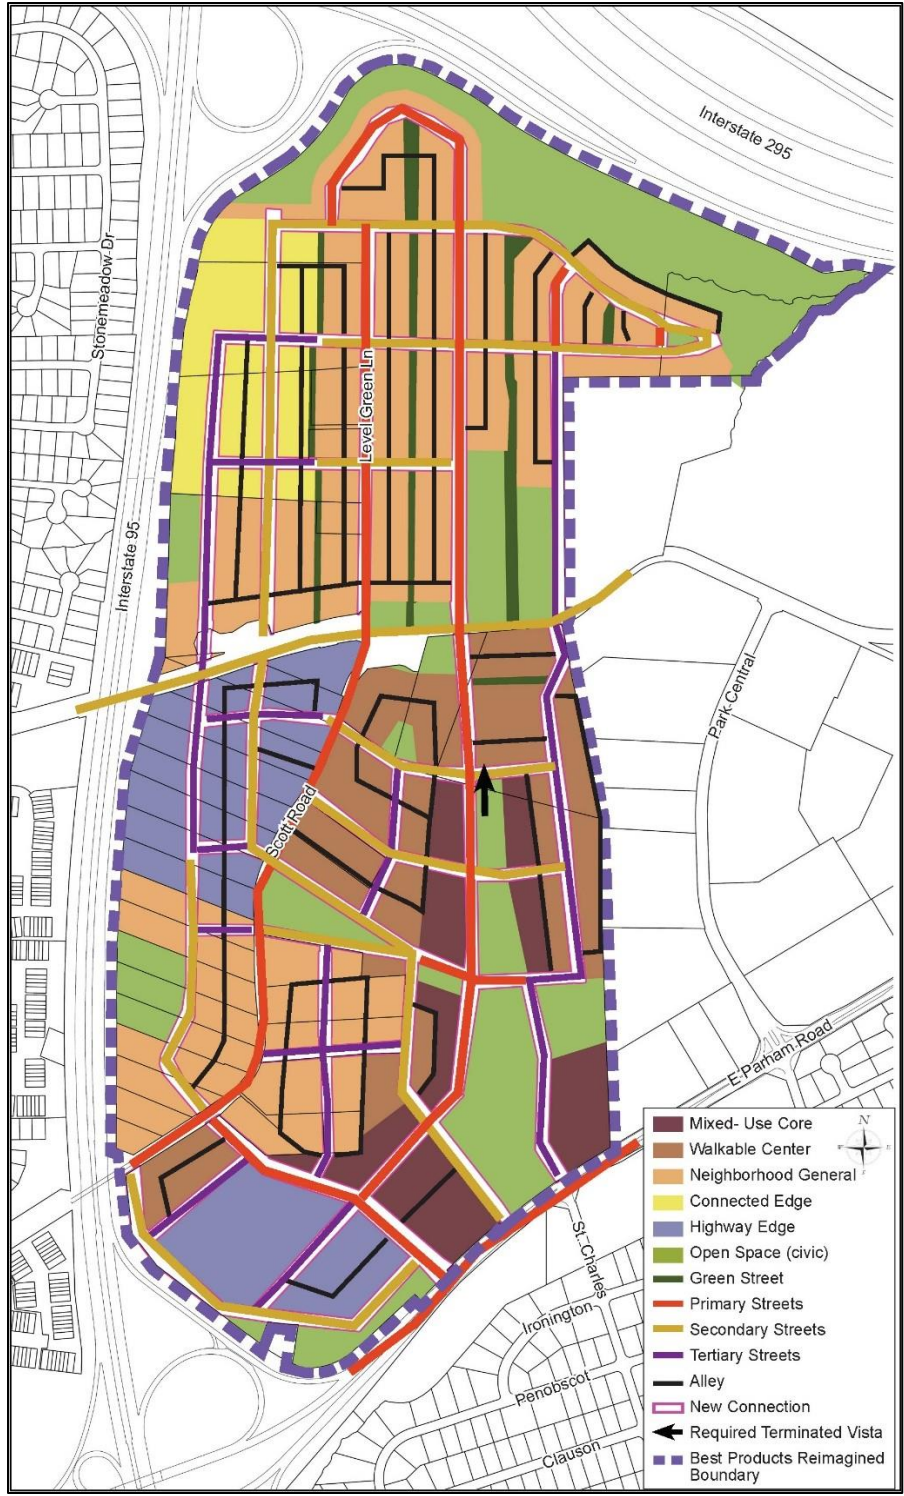 Interstate 295
Stonemeadow Dr
Level Green Ln
Interstate 95
Park Central
Scott Road
E Parham Road
St. Charles
Ironington
Penobscot
Clauson
N
Mixed- Use Core
Walkable Center
Neighborhood General
Connected Edge
Highway Edge
Open Space (civic)
Green Street
Primary Streets
Secondary Streets
Tertiary Streets
Alley
New Connection
Required Terminated Vista
Best Products Reimagined
Boundary